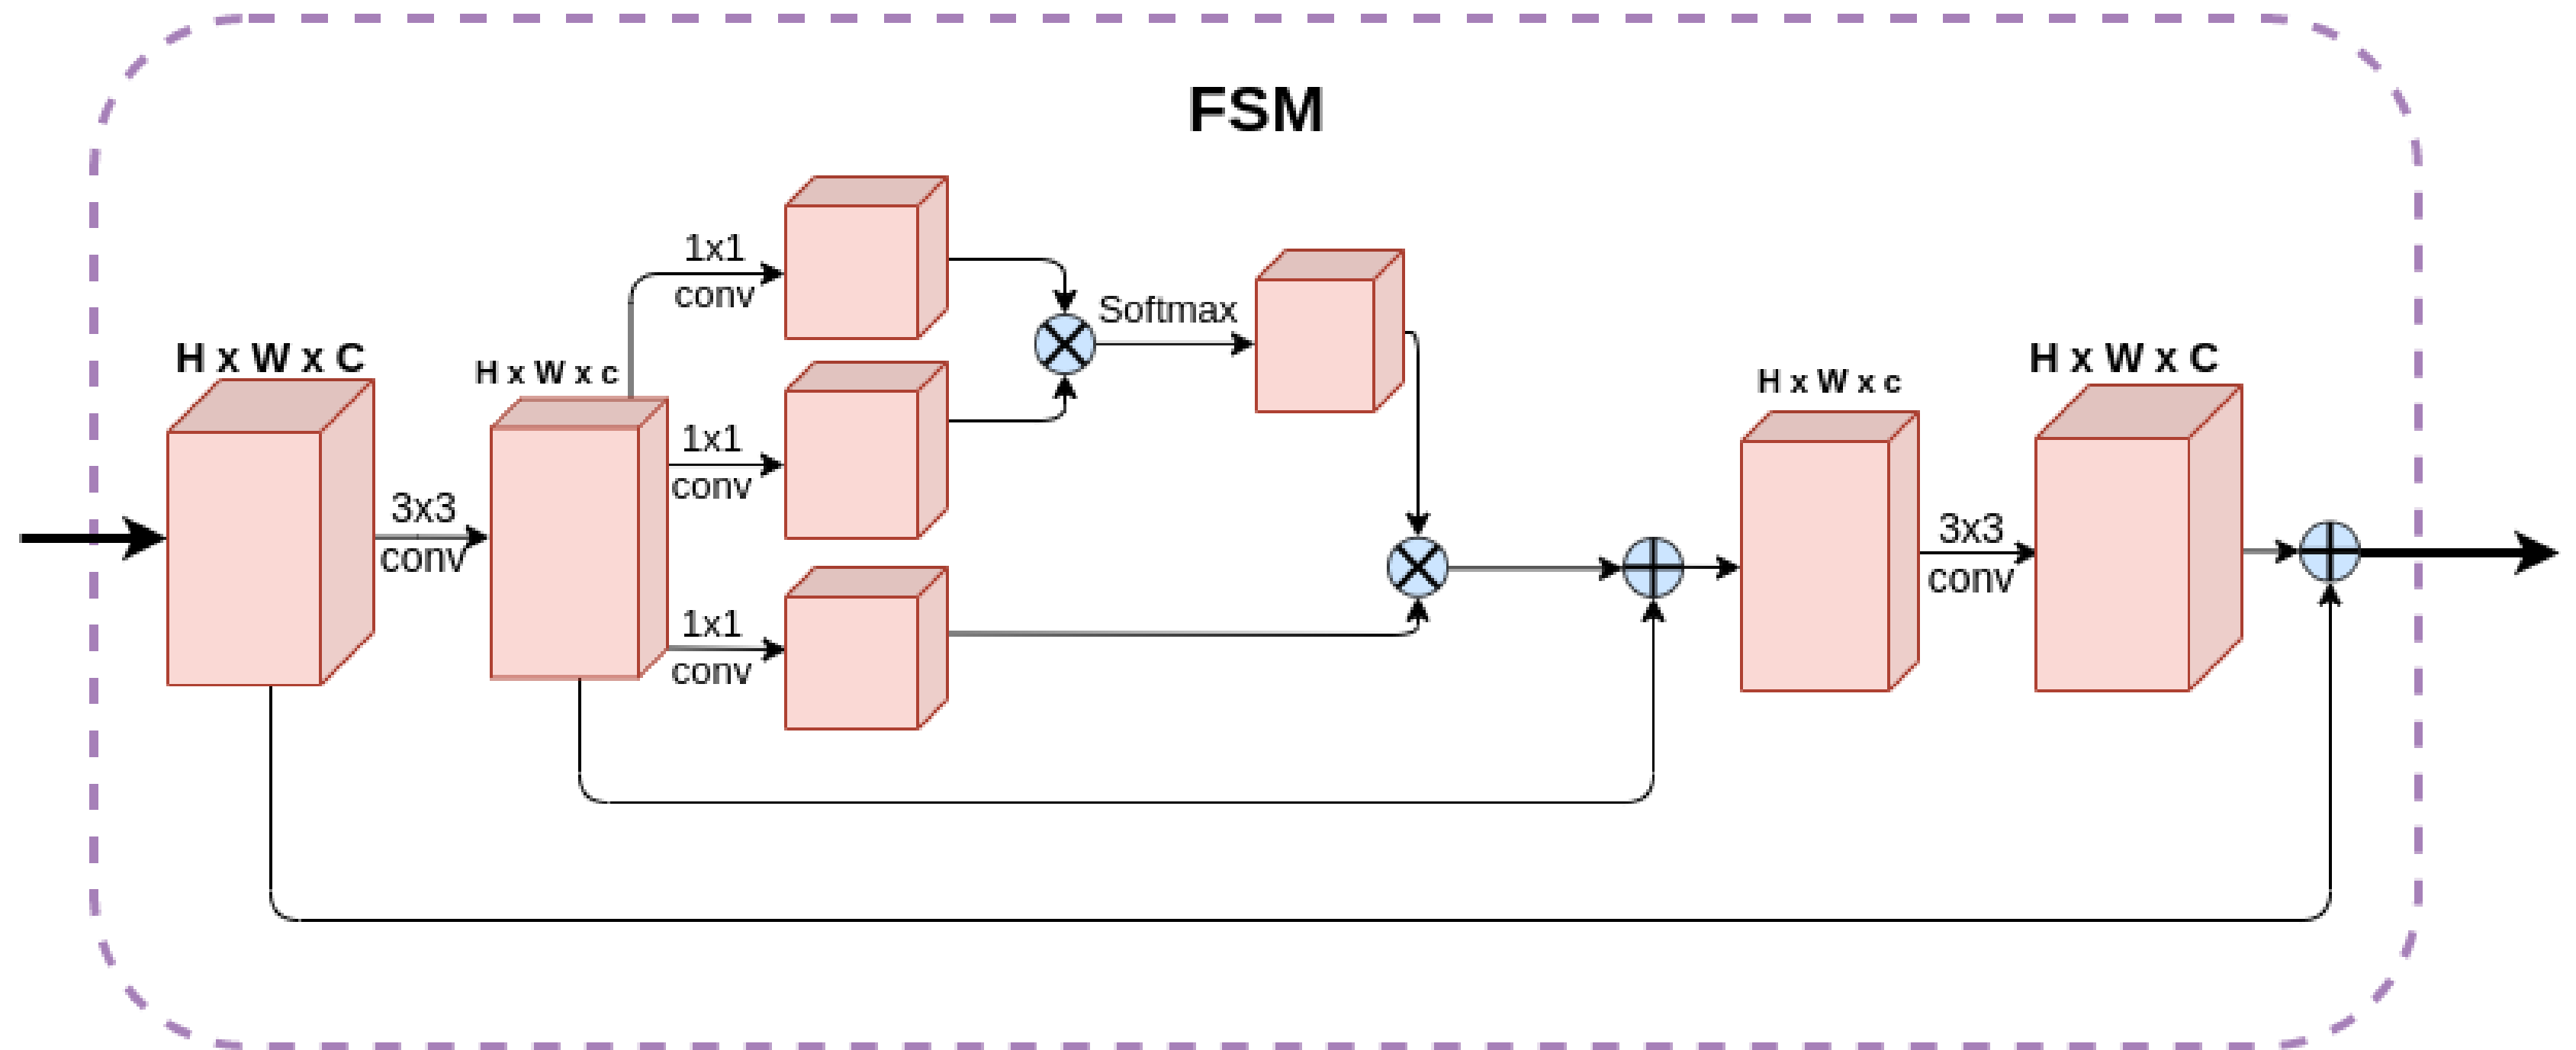 FSM
H x W x C
3x3
conv
H x W x c
1x1
conv
1x1
conv
1x1
conv
Softmax
H x W x c
3x3
conv
H x W x C